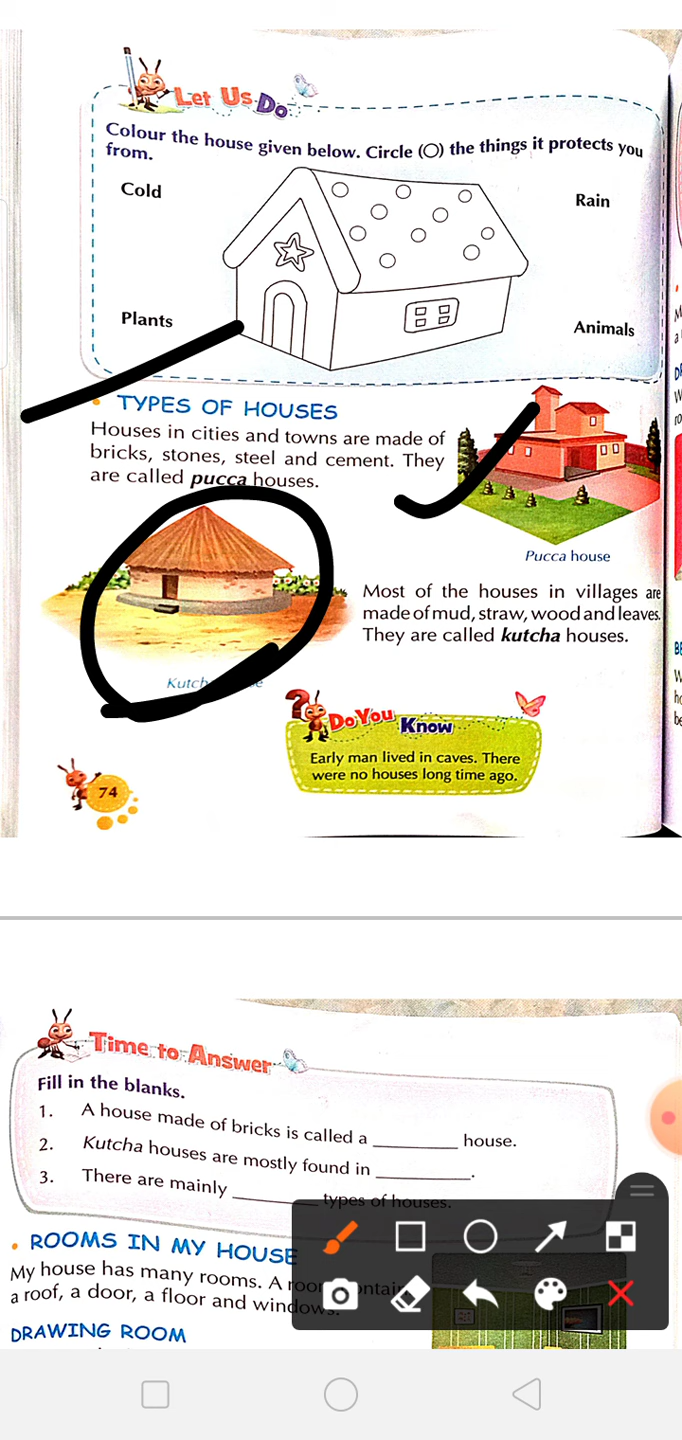 Let Us Do
Colour the house given below. Circle (O) the things it protects you
from.
Cold
Rain
Plants
Animals
• TYPES OF HOUSES
Houses in cities and towns are made of
bricks, stones, steel and cement. They
are called pucca houses.
Pucca house
Most of the houses in villages are
made of mud, straw, wood and leaves.
They are called kutcha houses.
Do You Know
Early man lived in caves. There
were no houses long time ago.
74
Time to Answer
Fill in the blanks.
1. A house made of bricks is called a ________ house.
2. Kutcha houses are mostly found in ________.
3. There are mainly ________ types of houses.
• ROOMS IN MY HOUSE
My house has many rooms. A room
a roof, a door, a floor and windows.
DRAWING ROOM